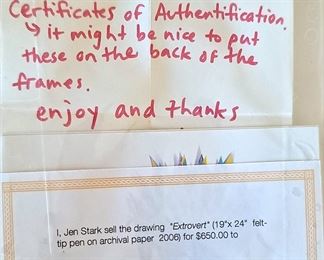 Certificates of Authentification.
↳ it might be nice to put
these on the back of the
frames.
enjoy and thanks
I, Jen Stark sell the drawing "Extrovert" (19"x 24" felt-
tip pen on archival paper 2006) for $650.00 to